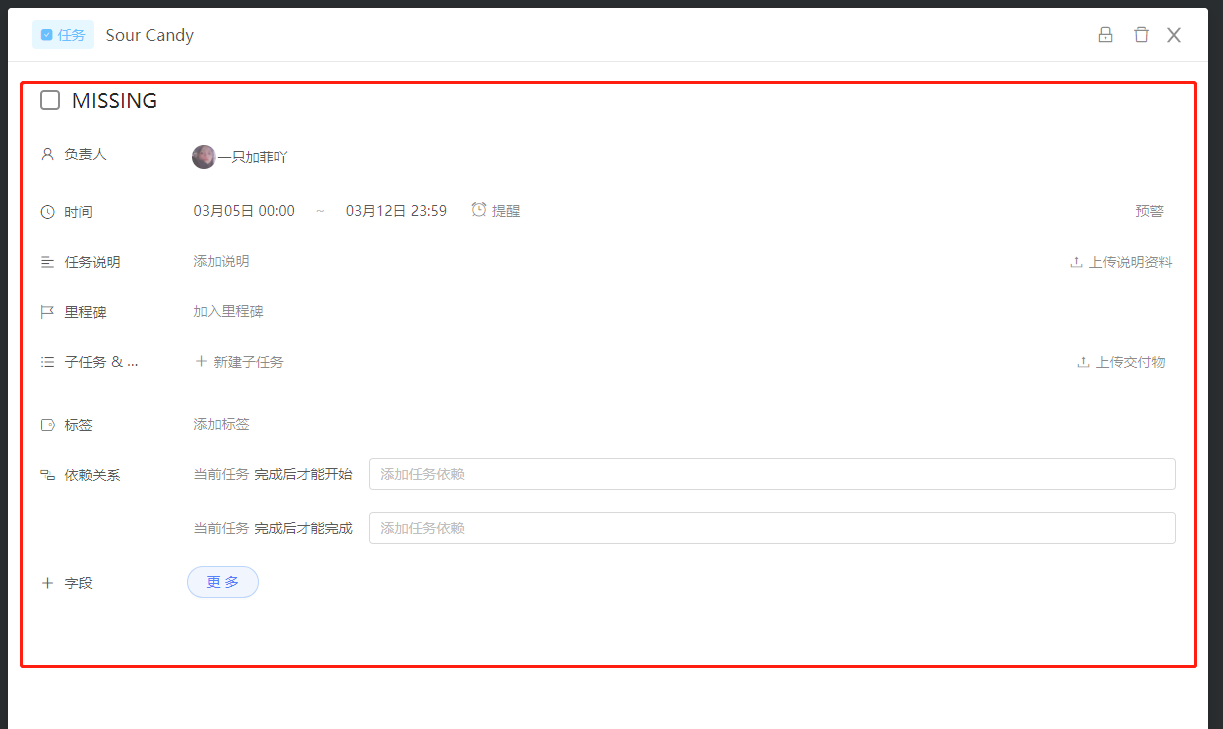 任务 Sour Candy
MISSING
负责人 一只加菲吖
时间 03月05日 00:00 ~ 03月12日 23:59 提醒 预警
任务说明 添加说明 上传说明资料
里程碑 加入里程碑
子任务 & ... + 新建子任务 上传交付物
标签 添加标签
依赖关系 当前任务 完成后才能开始 添加任务依赖
当前任务 完成后才能完成 添加任务依赖
+ 字段 更多